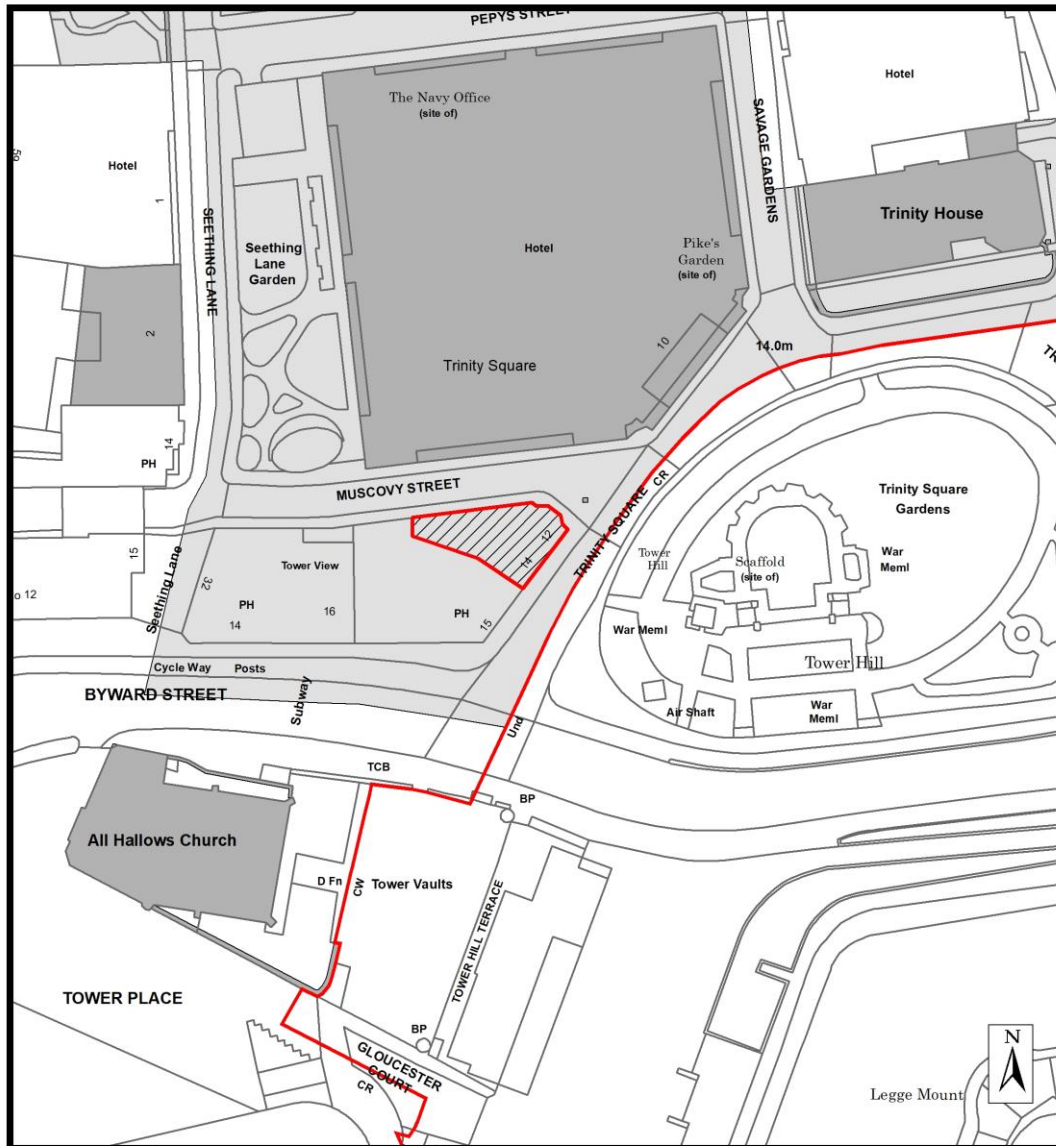 PEPYS STREET
The Navy Office
(site of)
Hotel
SAVAGE GARDENS
59
Hotel
1
SEETHING LANE
Seething
Lane
Garden
Hotel
Pike's
Garden
(site of)
Trinity House
2
10
14.0m
TR
Trinity Square
14
PH
MUSCOVY STREET
TRINITY SQUARE
CR
Trinity Square
Gardens
12
14
Tower
Hill
Scaffold
(site of)
War
Meml
15
Seething Lane
Tower View
32
o 12
PH
14
16
PH
15
War Meml
Tower Hill
Cycle Way
Posts
BYWARD STREET
Subway
Und
Air Shaft
War
Meml
TCB
BP
All Hallows Church
D Fn
CW
Tower Vaults
TOWER HILL TERRACE
TOWER PLACE
BP
GLOUCESTER
COURT
CR
N
Legge Mount